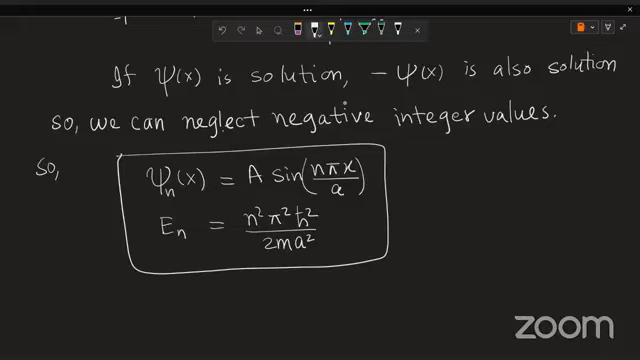 If ψ(x) is solution, - ψ(x) is also solution
so, we can neglect negative integer values.
so,
ψn(x) = A sin(nπx/a)
En = n²π²ħ²/2ma²
zoom